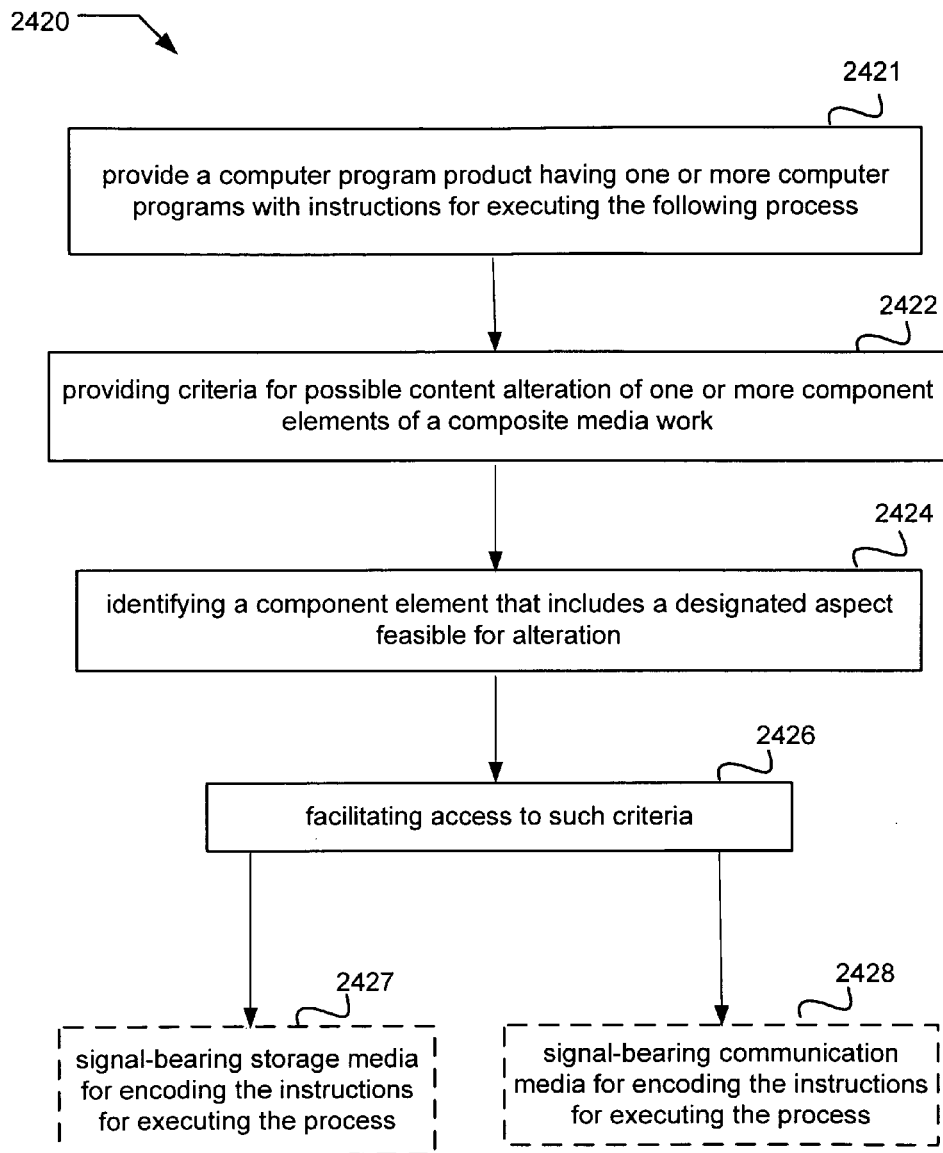 2420
2421
provide a computer program product having one or more computer
programs with instructions for executing the following process
2422
providing criteria for possible content alteration of one or more component
elements of a composite media work
2424
identifying a component element that includes a designated aspect
feasible for alteration
2426
facilitating access to such criteria
2427
signal-bearing storage media
for encoding the instructions
for executing the process
2428
signal-bearing communication
media for encoding the instructions
for executing the process